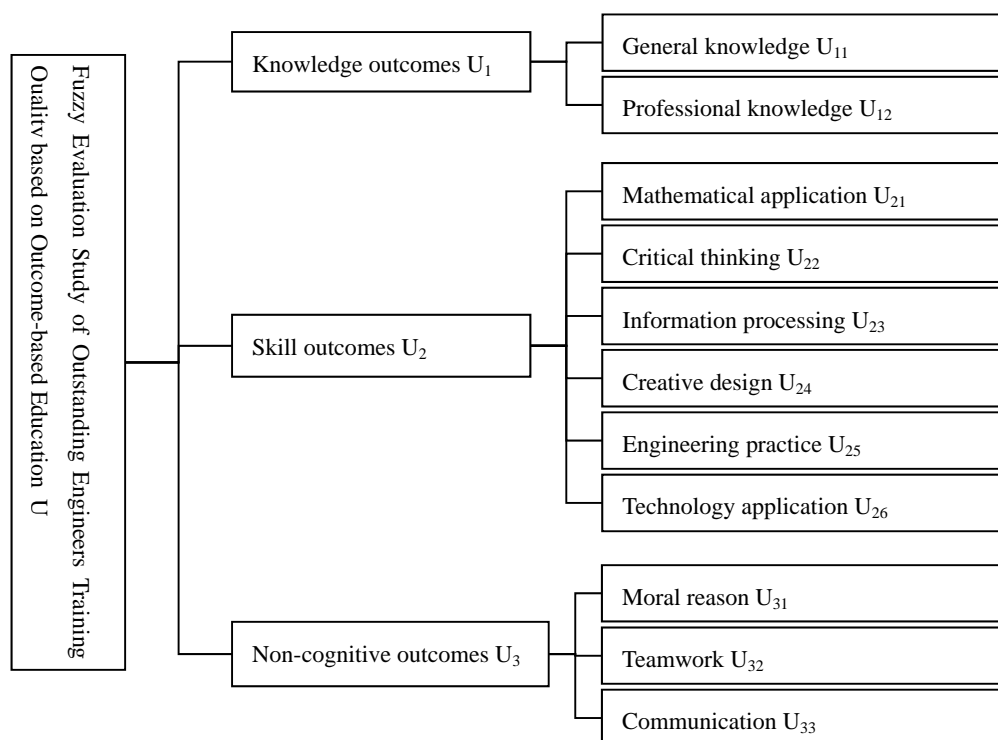 Fuzzy Evaluation Study of Outstanding Engineers Training
Quality based on Outcome-based Education U
Knowledge outcomes U₁
General knowledge U₁₁
Professional knowledge U₁₂
Skill outcomes U₂
Mathematical application U₂₁
Critical thinking U₂₂
Information processing U₂₃
Creative design U₂₄
Engineering practice U₂₅
Technology application U₂₆
Non-cognitive outcomes U₃
Moral reason U₃₁
Teamwork U₃₂
Communication U₃₃